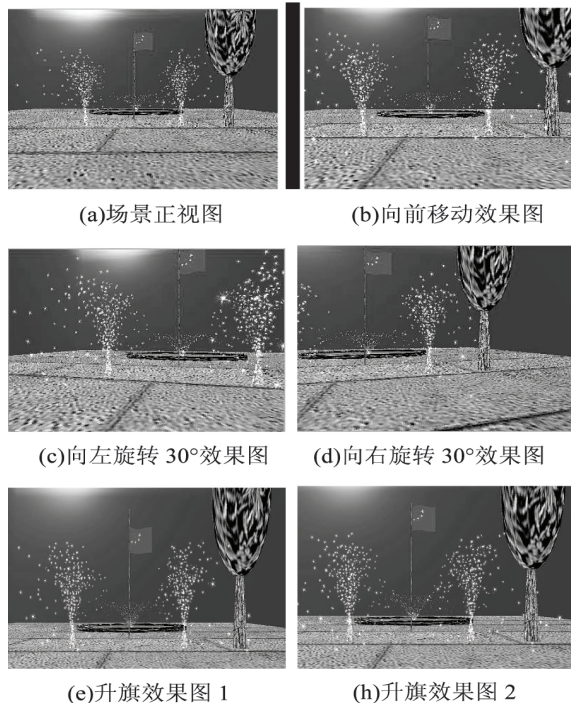 (a)场景正视图
(b)向前移动效果图
(c)向左旋转 30°效果图
(d)向右旋转 30°效果图
(e)升旗效果图 1
(h)升旗效果图 2